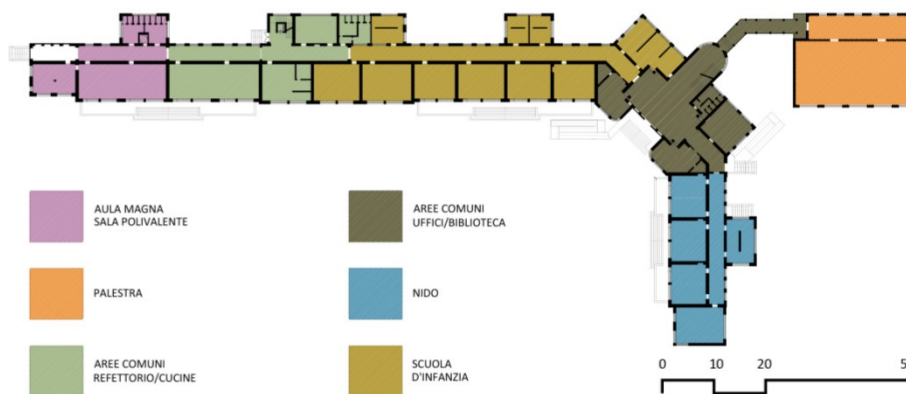 AULA MAGNA
SALA POLIVALENTE
AREE COMUNI
UFFICI/BIBLIOTECA
PALESTRA
NIDO
AREE COMUNI
REFETTORIO/CUCINE
SCUOLA
D'INFANZIA
0 10 20